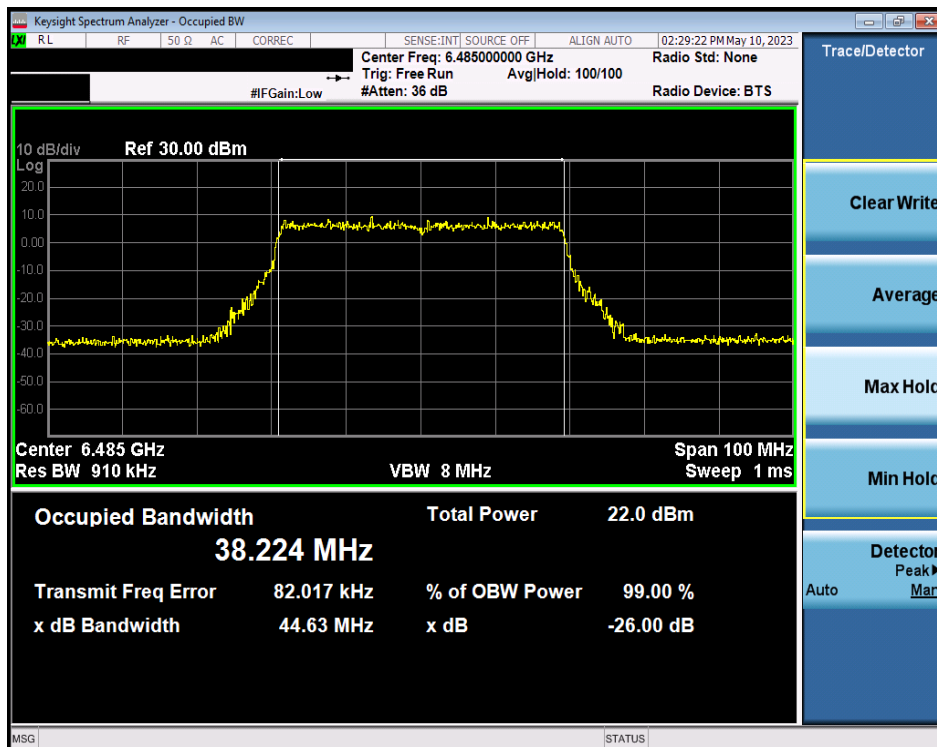 Keysight Spectrum Analyzer - Occupied BW
LXI RL RF 50 Ω AC CORREC SENSE:INT SOURCE OFF ALIGN AUTO 02:29:22 PM May 10, 2023
Center Freq: 6.485000000 GHz Radio Std: None
Trig: Free Run Avg|Hold: 100/100
#IFGain:Low #Atten: 36 dB Radio Device: BTS
Trace/Detector
10 dB/div Ref 30.00 dBm
Log
20.0
10.0
0.00
-10.0
-20.0
-30.0
-40.0
-50.0
-60.0
Center 6.485 GHz Span 100 MHz
Res BW 910 kHz VBW 8 MHz Sweep 1 ms
Occupied Bandwidth Total Power 22.0 dBm
38.224 MHz
Transmit Freq Error 82.017 kHz % of OBW Power 99.00 %
x dB Bandwidth 44.63 MHz x dB -26.00 dB
Clear Write
Average
Max Hold
Min Hold
Detector
Peak
Auto Man
MSG STATUS